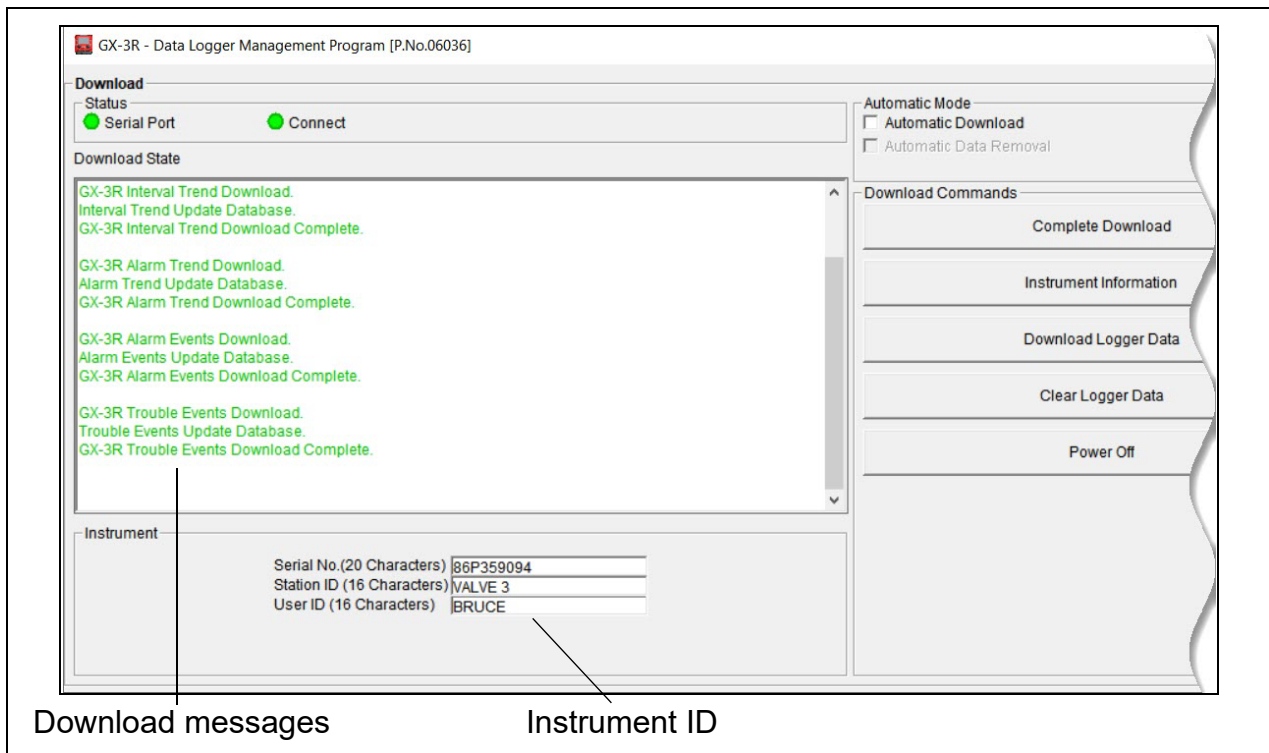 GX-3R - Data Logger Management Program [P.No.06036]
Download
Status
Serial Port
Connect
Download State
GX-3R Interval Trend Download.
Interval Trend Update Database.
GX-3R Interval Trend Download Complete.
GX-3R Alarm Trend Download.
Alarm Trend Update Database.
GX-3R Alarm Trend Download Complete.
GX-3R Alarm Events Download.
Alarm Events Update Database.
GX-3R Alarm Events Download Complete.
GX-3R Trouble Events Download.
Trouble Events Update Database.
GX-3R Trouble Events Download Complete.
Automatic Mode
Automatic Download
Automatic Data Removal
Download Commands
Complete Download
Instrument Information
Download Logger Data
Clear Logger Data
Power Off
Instrument
Serial No.(20 Characters) 86P359094
Station ID (16 Characters) VALVE 3
User ID (16 Characters) BRUCE
Download messages
Instrument ID